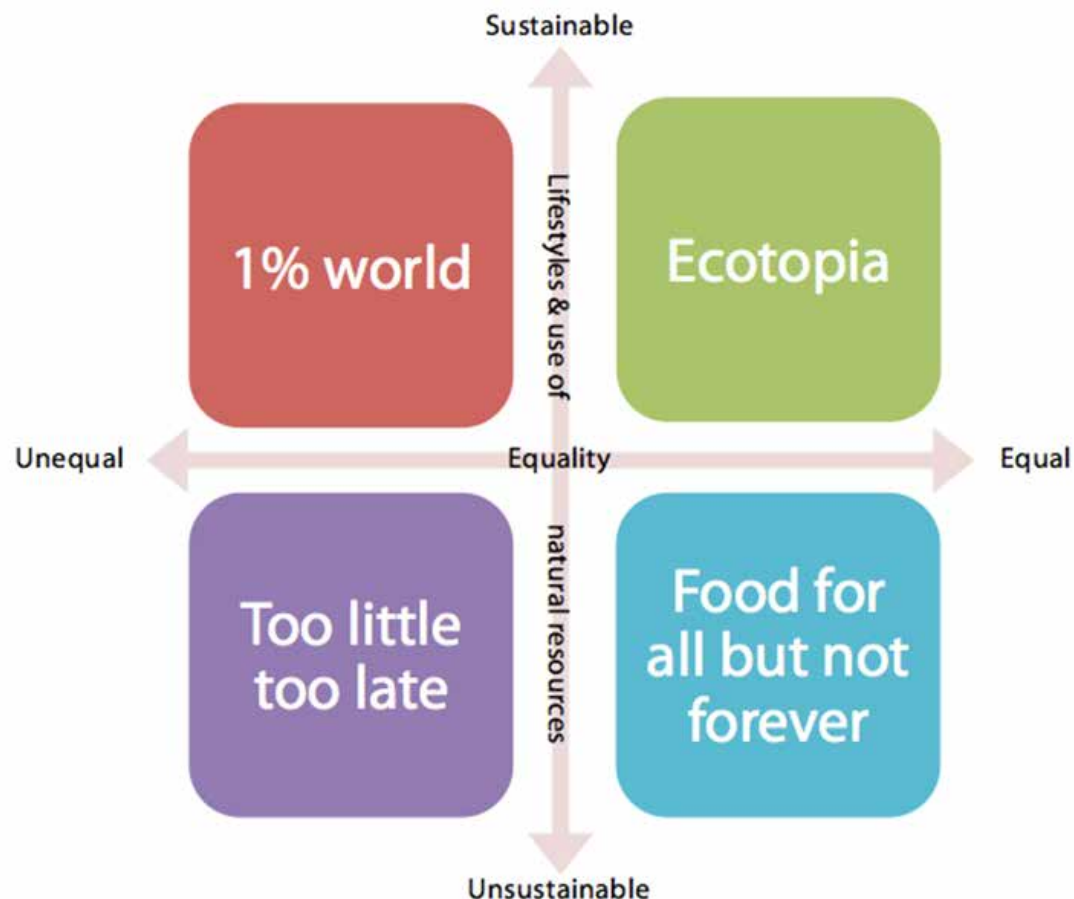 Sustainable
1% world
Lifestyles & use of
Ecotopia
Unequal
Equality
Equal
Too little
too late
natural resources
Food for
all but not
forever
Unsustainable